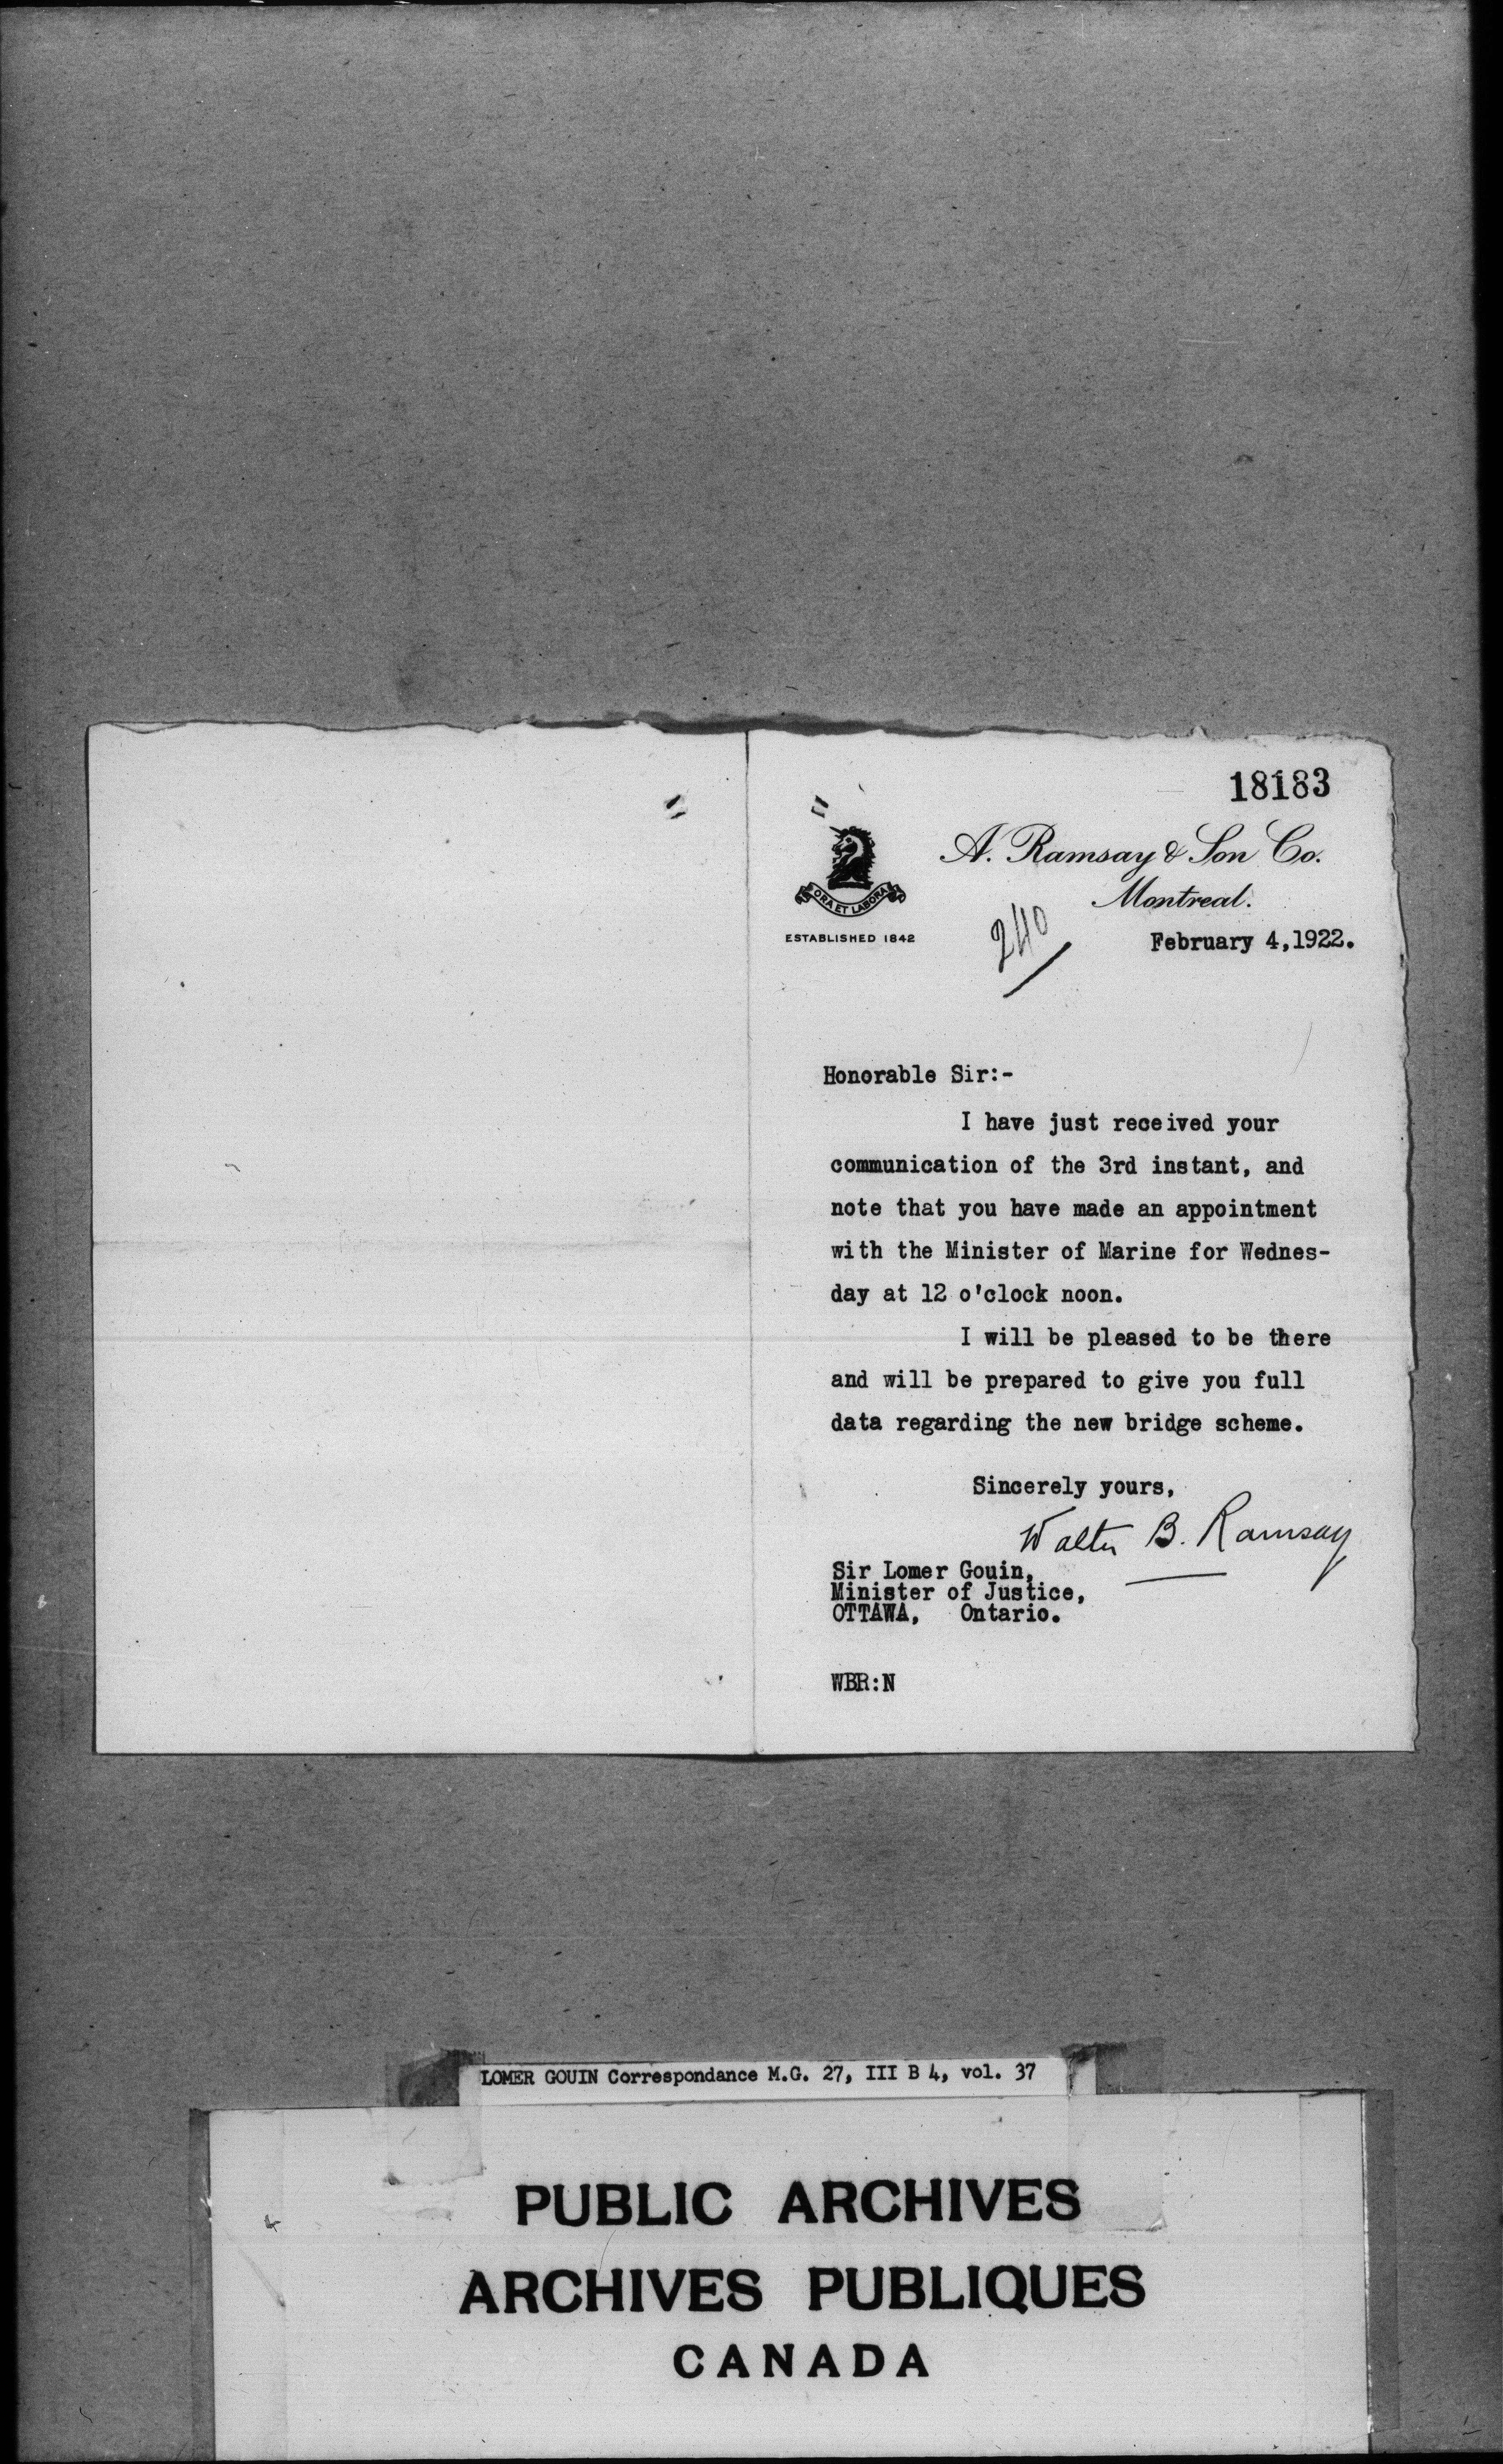 18183
A. Ramsay & Son Co.
Montreal.
ORA ET LABORA
ESTABLISHED 1842
240
February 4,1922.
Honorable Sir:-
I have just received your
communication of the 3rd instant, and
note that you have made an appointment
with the Minister of Marine for Wednes-
day at 12 o'clock noon.
I will be pleased to be there
and will be prepared to give you full
data regarding the new bridge scheme.
Sincerely yours,
Walter B. Ramsay
Sir Lomer Gouin,
Minister of Justice,
OTTAWA, Ontario.
WBR:N
LOMER GOUIN Correspondance M.G. 27, III B 4, vol. 37
PUBLIC ARCHIVES
ARCHIVES PUBLIQUES
CANADA